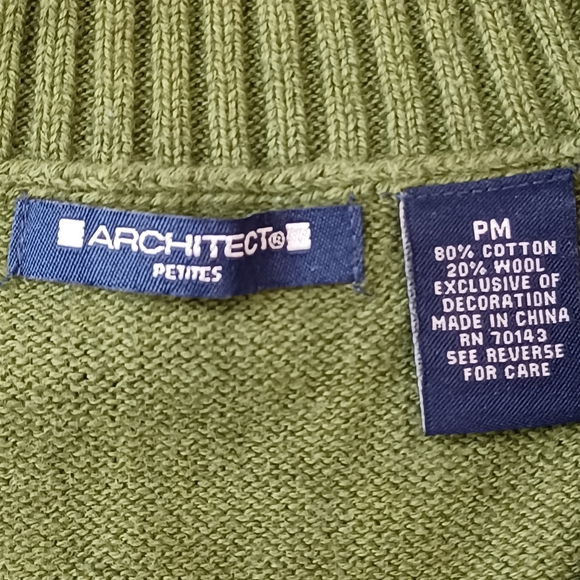 ARCHITECT®
PETITES
PM
80% COTTON
20% WOOL
EXCLUSIVE OF
DECORATION
MADE IN CHINA
RN 70143
SEE REVERSE
FOR CARE